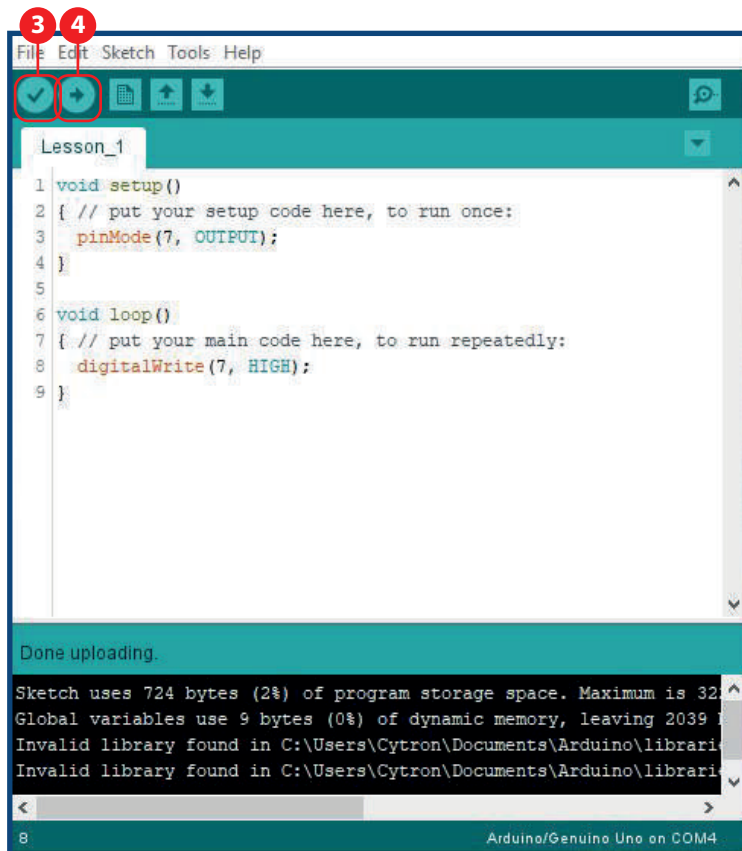 3 4
File Edit Sketch Tools Help
Lesson_1
1 void setup()
2 { // put your setup code here, to run once:
3 pinMode(7, OUTPUT);
4 }
5
6 void loop()
7 { // put your main code here, to run repeatedly:
8 digitalWrite(7, HIGH);
9 }
Done uploading.
Sketch uses 724 bytes (2%) of program storage space. Maximum is 32
Global variables use 9 bytes (0%) of dynamic memory, leaving 2039
Invalid library found in C:\Users\Cytron\Documents\Arduino\librari
Invalid library found in C:\Users\Cytron\Documents\Arduino\librari
8 Arduino/Genuino Uno on COM4